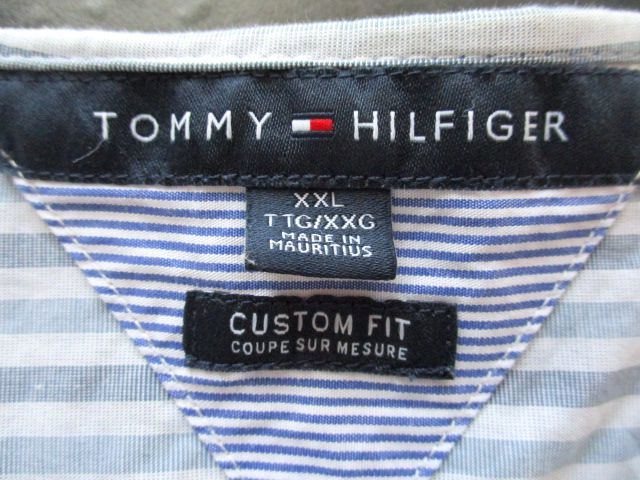 TOMMY HILFIGER
XXL
TTG/XXG
MADE IN
MAURITIUS
CUSTOM FIT
COUPE SUR MESURE